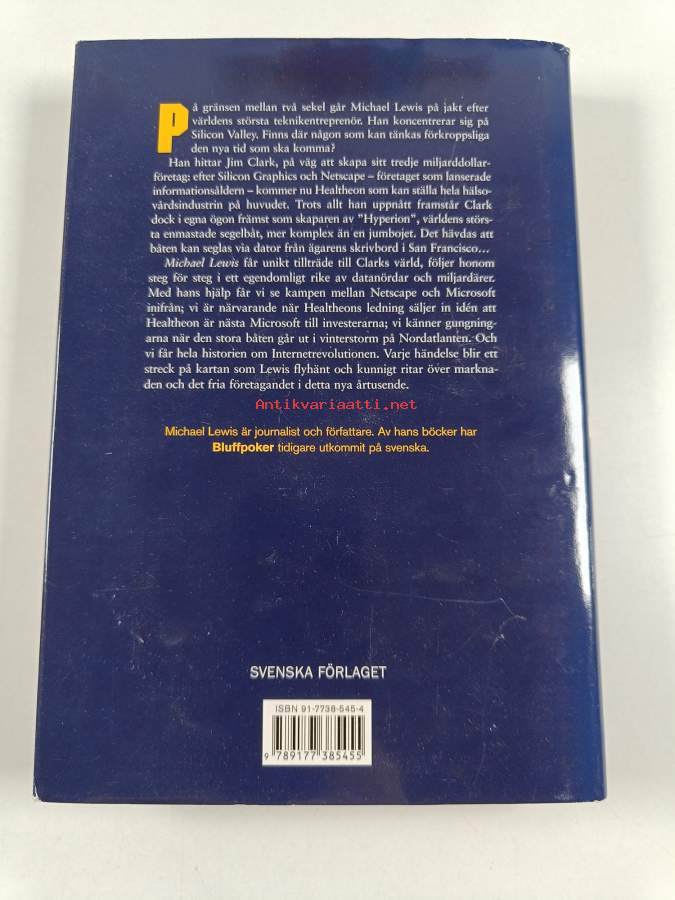 På gränsen mellan två sekel går Michael Lewis på jakt efter
världens största teknikentreprenör. Han koncentrerar sig på
Silicon Valley. Finns där någon som kan tänkas förkroppsliga
den nya tid som ska komma?
Han hittar Jim Clark, på väg att skapa sitt tredje miljarddollar-
företag: efter Silicon Graphics och Netscape – företaget som lanserade
informationsåldern – kommer nu Healtheon som kan ställa hela hälso-
vårdsindustrin på huvudet. Trots allt han uppnått framstår Clark
dock i egna ögon främst som skaparen av "Hyperion", världens störs-
ta enmastade segelbåt, mer komplex än en jumbojet. Det hävdas att
båten kan seglas via dator från ägarens skrivbord i San Francisco…
Michael Lewis får unikt tillträde till Clarks värld, följer honom
steg för steg i ett egendomligt rike av datanördar och miljardärer.
Med hans hjälp får vi se kampen mellan Netscape och Microsoft
inifrån; vi är närvarande när Healtheons ledning säljer in idén att
Healtheon är nästa Microsoft till investerarna; vi känner gungning-
arna när den stora båten går ut i vinterstorm på Nordatlanten. Och
vi får hela historien om Internetrevolutionen. Varje händelse blir ett
streck på kartan som Lewis flyhänt och kunnigt ritar över markna-
den och det fria företagandet i detta nya årtusende.
Antikvariaatti.net
Michael Lewis är journalist och författare. Av hans böcker har
Bluffpoker tidigare utkommit på svenska.
SVENSKA FÖRLAGET
ISBN 91-7738-545-4
9 789177 385455